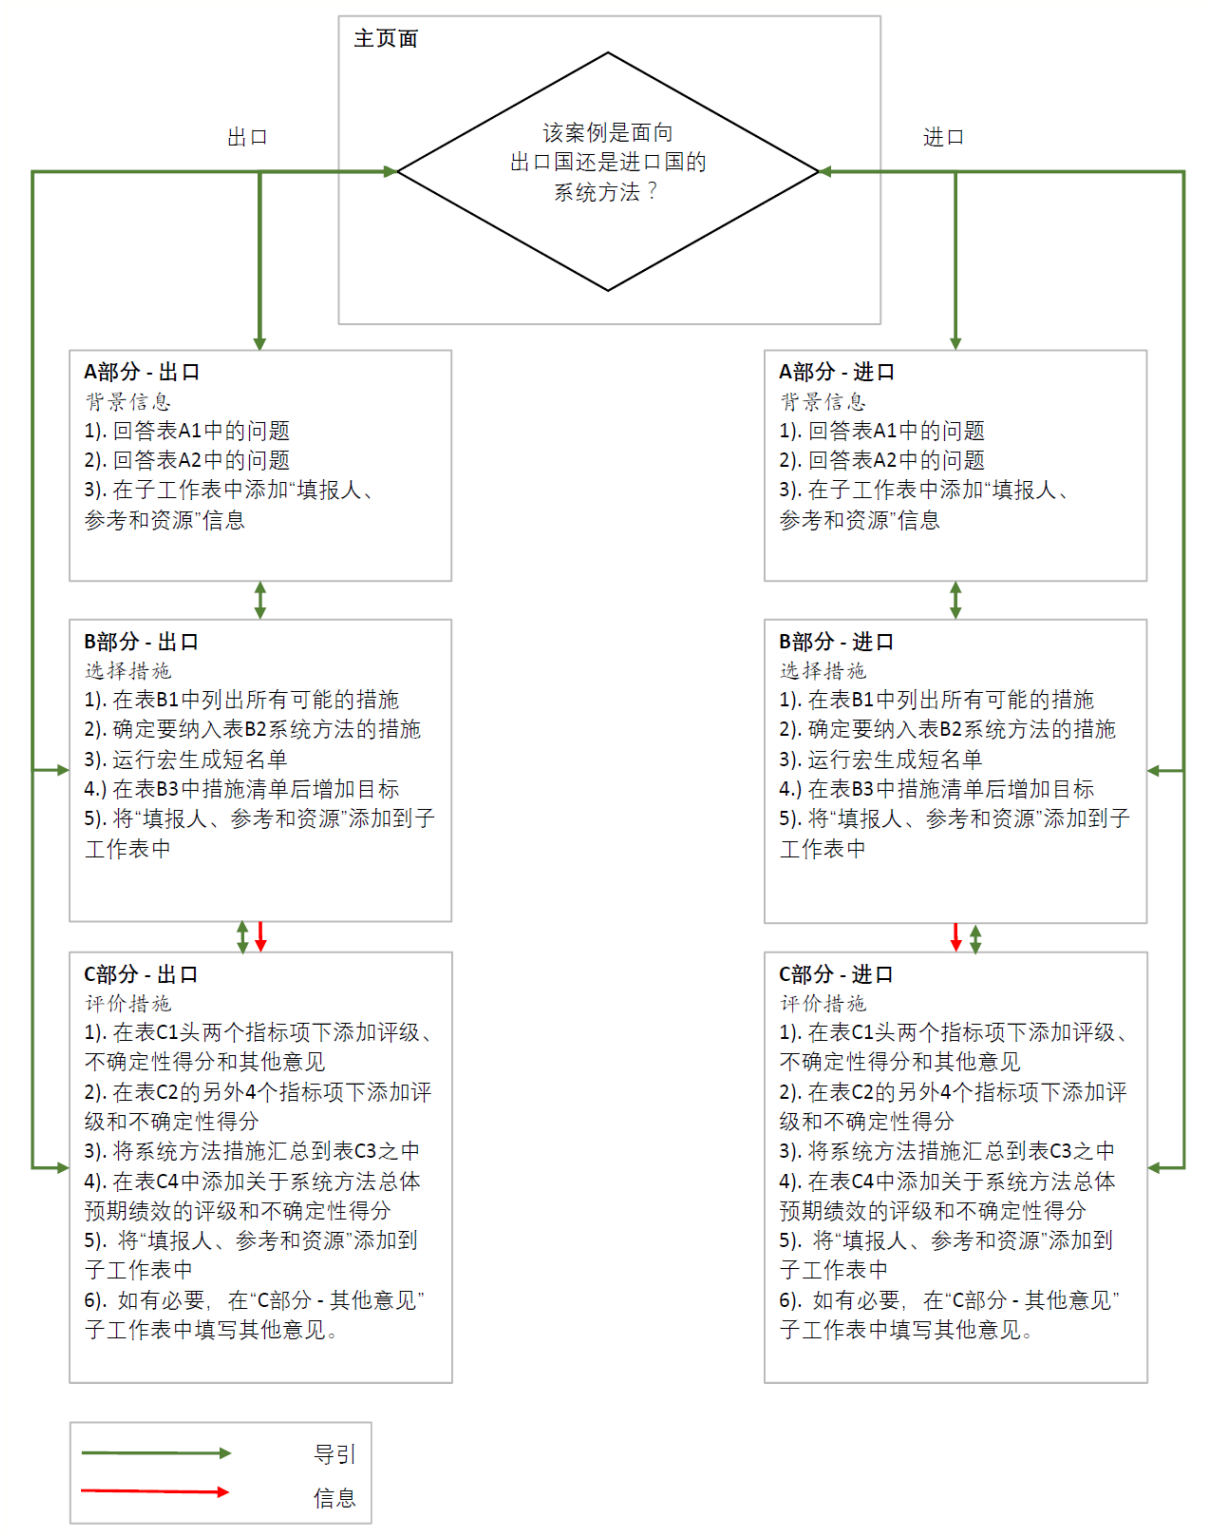 主页面
出口
进口
该案例是面向
出口国还是进口国的
系统方法？
A部分 - 出口
背景信息
1). 回答表A1中的问题
2). 回答表A2中的问题
3). 在子工作表中添加“填报人、
参考和资源”信息
A部分 - 进口
背景信息
1). 回答表A1中的问题
2). 回答表A2中的问题
3). 在子工作表中添加“填报人、
参考和资源”信息
B部分 - 出口
选择措施
1). 在表B1中列出所有可能的措施
2). 确定要纳入表B2系统方法的措施
3). 运行宏生成短名单
4.) 在表B3中措施清单后增加目标
5). 将“填报人、参考和资源”添加到子
工作表中
B部分 - 进口
选择措施
1). 在表B1中列出所有可能的措施
2). 确定要纳入表B2系统方法的措施
3). 运行宏生成短名单
4.) 在表B3中措施清单后增加目标
5). 将“填报人、参考和资源”添加到子
工作表中
C部分 - 出口
评价措施
1). 在表C1头两个指标项下添加评级、
不确定性得分和其他意见
2). 在表C2的另外4个指标项下添加评
级和不确定性得分
3). 将系统方法措施汇总到表C3之中
4). 在表C4中添加关于系统方法总体
预期绩效的评级和不确定性得分
5). 将“填报人、参考和资源”添加到
子工作表中
6). 如有必要，在“C部分 - 其他意见”
子工作表中填写其他意见。
C部分 - 进口
评价措施
1). 在表C1头两个指标项下添加评级、
不确定性得分和其他意见
2). 在表C2的另外4个指标项下添加评
级和不确定性得分
3). 将系统方法措施汇总到表C3之中
4). 在表C4中添加关于系统方法总体
预期绩效的评级和不确定性得分
5). 将“填报人、参考和资源”添加到
子工作表中
6). 如有必要，在“C部分 - 其他意见”
子工作表中填写其他意见。
导引
信息